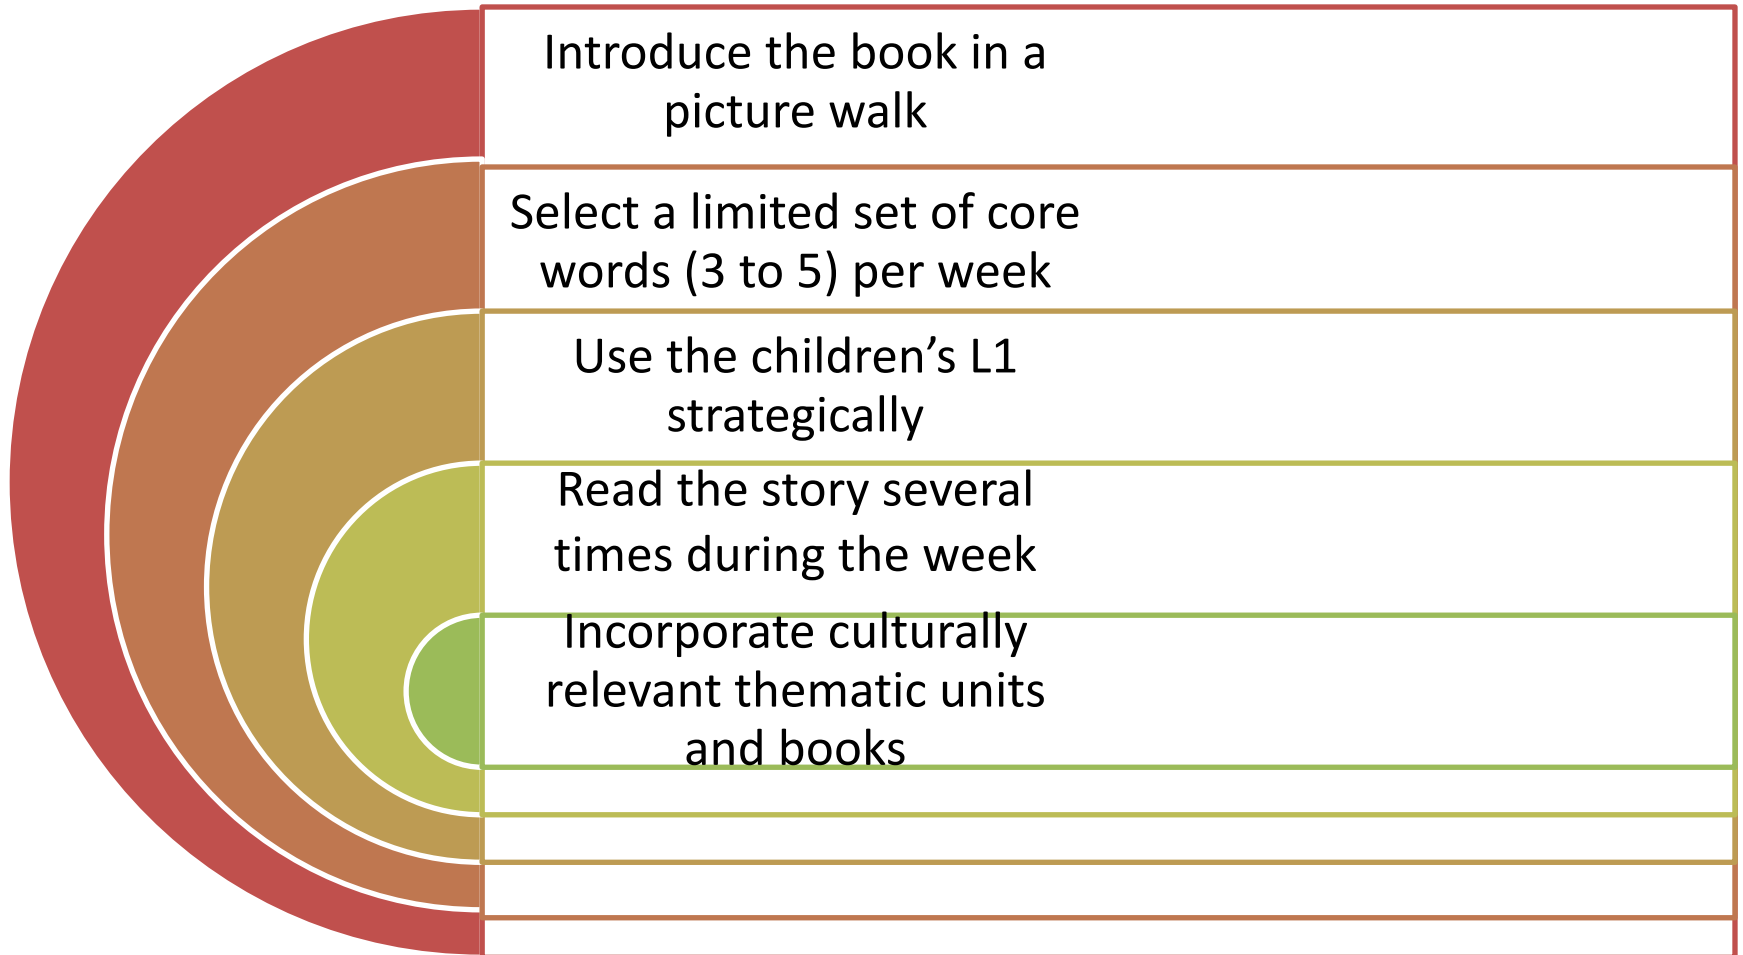 Introduce the book in a
picture walk
Select a limited set of core
words (3 to 5) per week
Use the children’s L1
strategically
Read the story several
times during the week
Incorporate culturally
relevant thematic units
and books